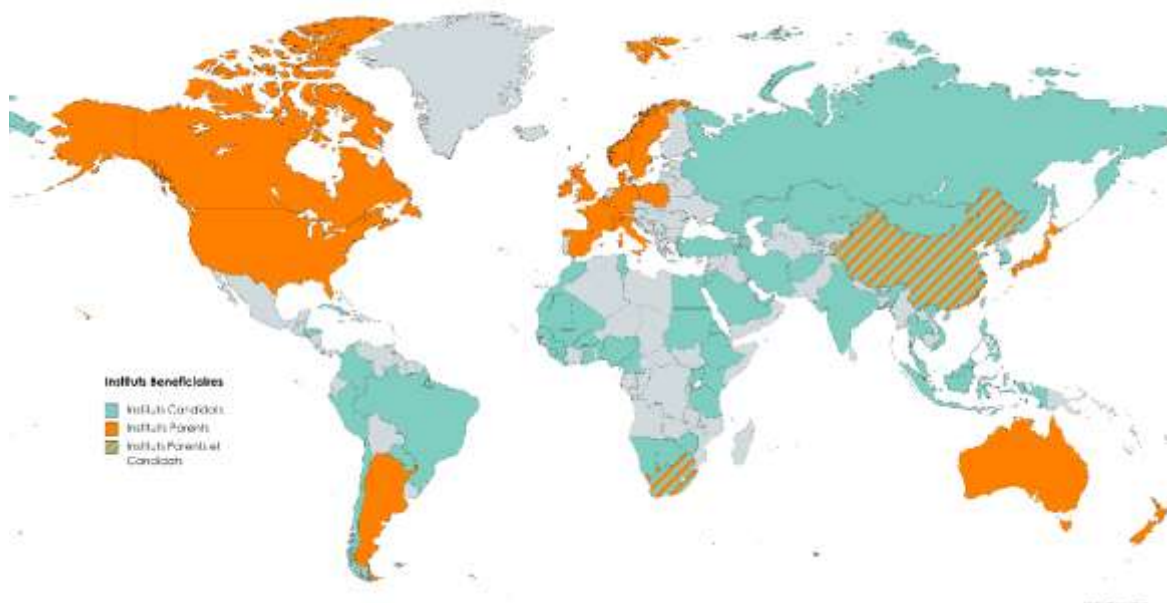 Instituts Beneficiaires
Instituts Candidats
Instituts Parents
Instituts Parents et
Candidats